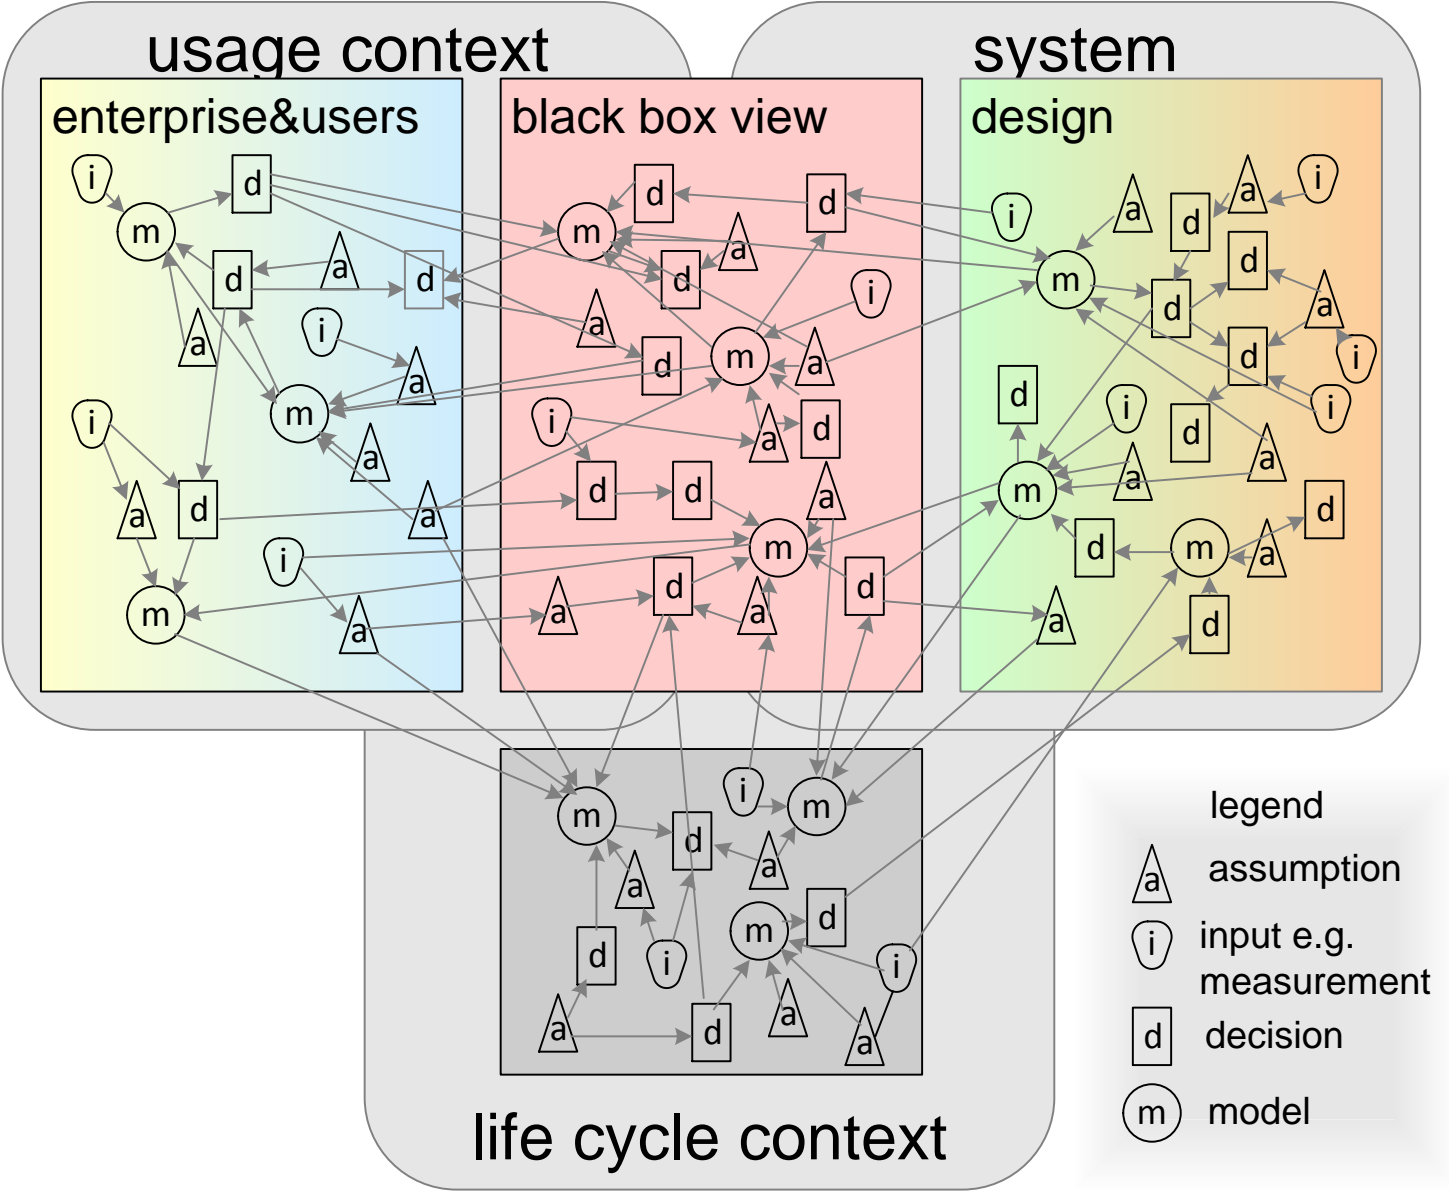 usage context
system
enterprise&users
i
d
m
a
d
d
i
a
a
m
i
a
d
a
a
i
m
a
black box view
d
d
m
a
d
i
a
m
a
d
i
a
d
d
d
a
m
d
d
a
a
design
a
i
a
i
d
m
d
d
a
d
i
d
i
i
d
a
a
m
d
d
m
a
a
d
i
m
m
d
a
a
d
m
d
i
i
a
a
d
a
life cycle context
legend
a
assumption
i
input e.g.
measurement
d
decision
m
model